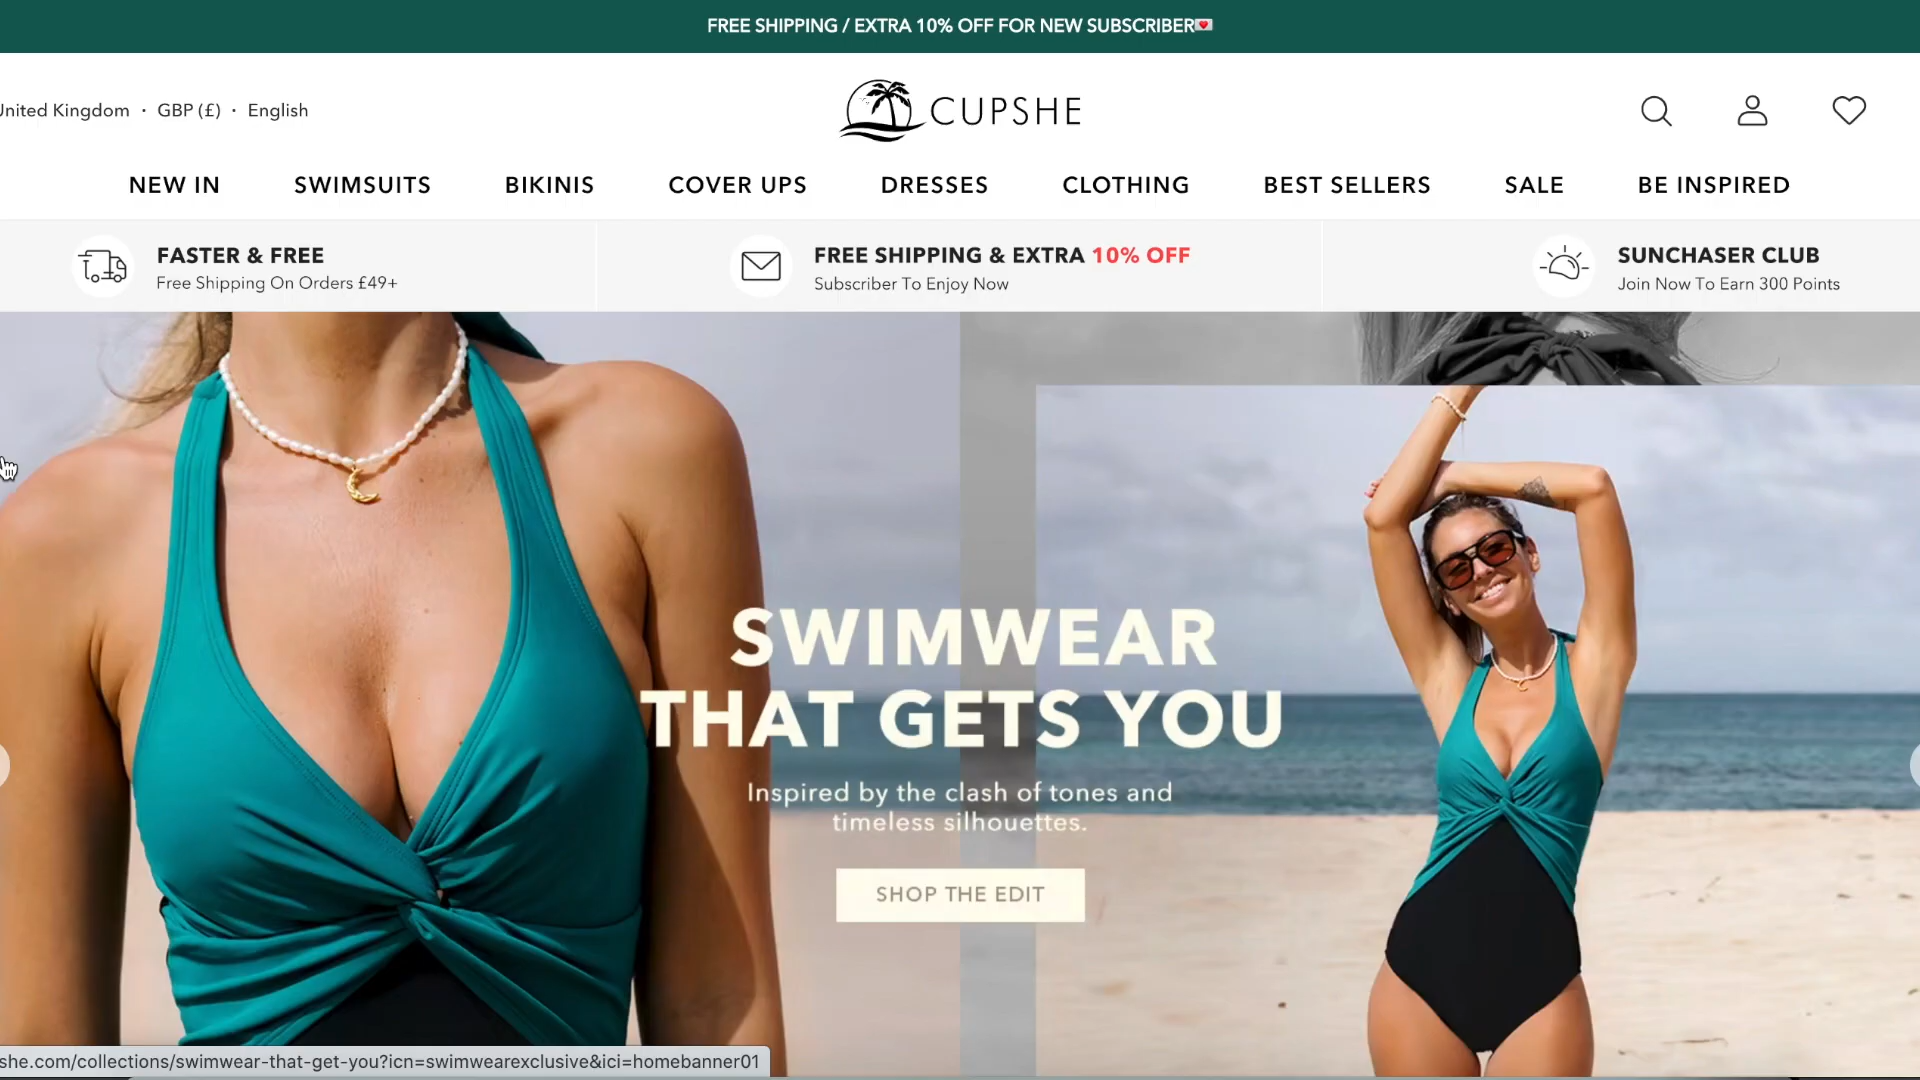 FREE SHIPPING / EXTRA 10% OFF FOR NEW SUBSCRIBER💌
United Kingdom · GBP (£) · English
CUPSHE
NEW IN
SWIMSUITS
BIKINIS
COVER UPS
DRESSES
CLOTHING
BEST SELLERS
SALE
BE INSPIRED
FASTER & FREE
Free Shipping On Orders £49+
FREE SHIPPING & EXTRA 10% OFF
Subscriber To Enjoy Now
SUNCHASER CLUB
Join Now To Earn 300 Points
SWIMWEAR
THAT GETS YOU
Inspired by the clash of tones and
timeless silhouettes.
SHOP THE EDIT
she.com/collections/swimwear-that-get-you?icn=swimwearexclusive&ici=homebanner01